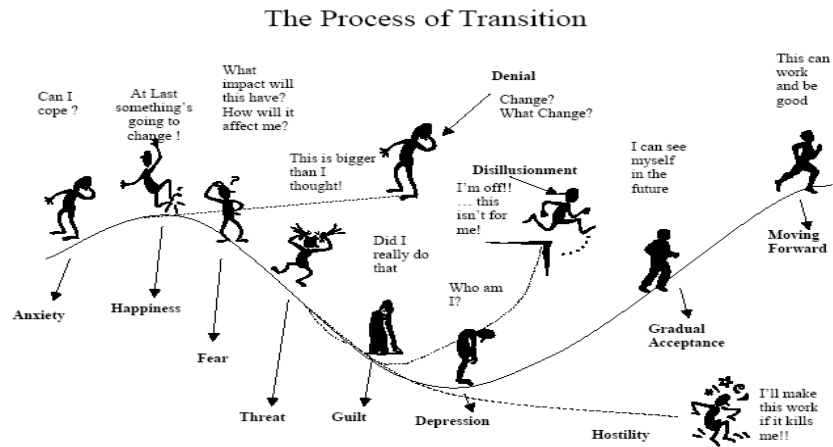 The Process of Transition
Can I
cope ?
At Last
something's
going to
change !
What
impact will
this have?
How will it
affect me?
This is bigger
than I
thought!
Denial
Change?
What Change?
Disillusionment
I'm off!!
… this
isn't for
me!
Did I
really do
that
Who am
I?
I can see
myself
in the
future
This can
work
and be
good
Anxiety
Happiness
Fear
Threat
Guilt
Depression
Hostility
I'll make
this work
if it kills
me!!
Gradual
Acceptance
Moving
Forward